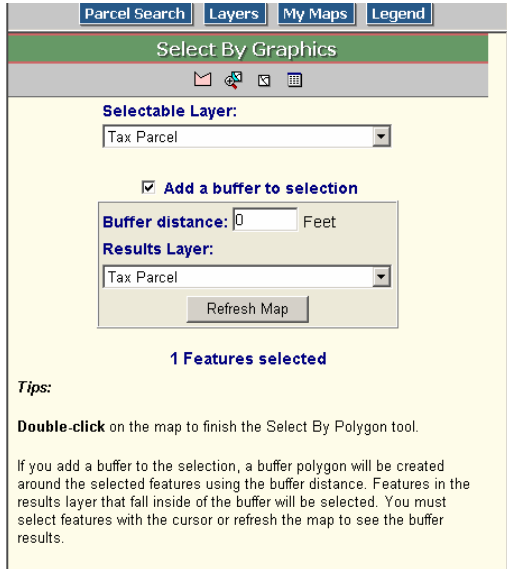 Parcel Search Layers My Maps Legend
Select By Graphics
Selectable Layer:
Tax Parcel
Add a buffer to selection
Buffer distance: 0 Feet
Results Layer:
Tax Parcel
Refresh Map
1 Features selected
Tips:
Double-click on the map to finish the Select By Polygon tool.
If you add a buffer to the selection, a buffer polygon will be created
around the selected features using the buffer distance. Features in the
results layer that fall inside of the buffer will be selected. You must
select features with the cursor or refresh the map to see the buffer
results.